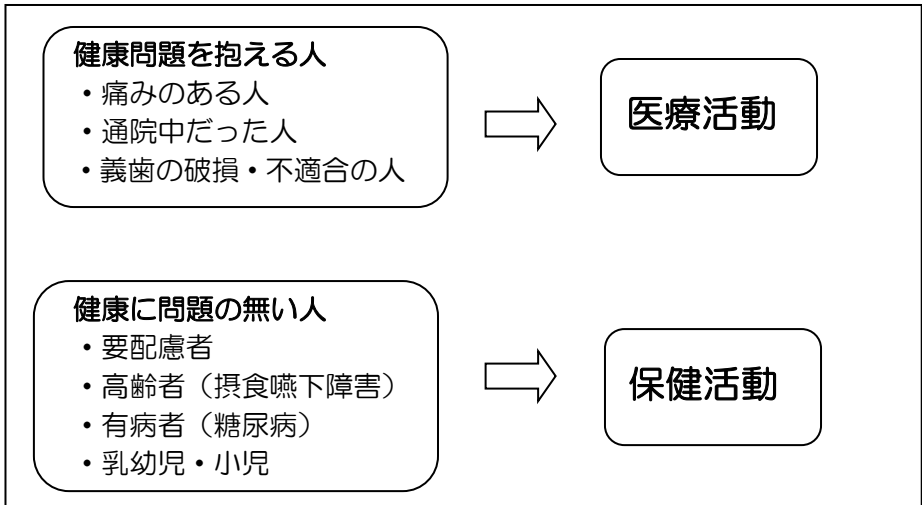 健康問題を抱える人
・痛みのある人
・通院中だった人
・義歯の破損・不適合の人
医療活動
健康に問題の無い人
・要配慮者
・高齢者（摂食嚥下障害）
・有病者（糖尿病）
・乳幼児・小児
保健活動